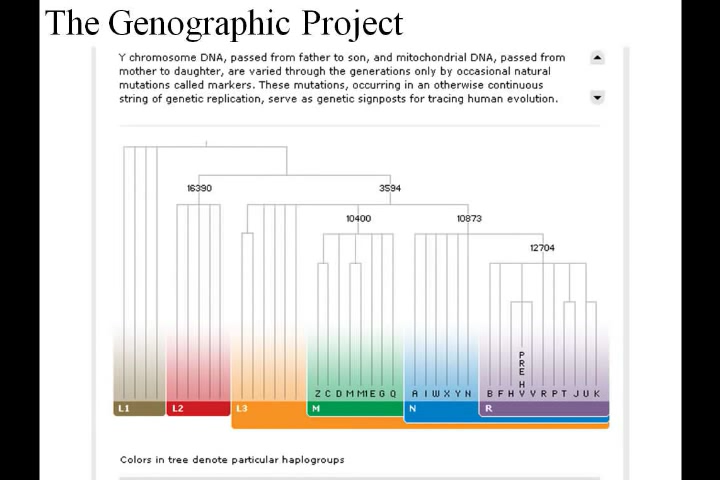 The Genographic Project
Y chromosome DNA, passed from father to son, and mitochondrial DNA, passed from
mother to daughter, are varied through the generations only by occasional natural
mutations called markers. These mutations, occurring in an otherwise continuous
string of genetic replication, serve as genetic signposts for tracing human evolution.
16390
3594
10400
10873
12704
PRE HV
Z C D M M1 E G Q
A I W X Y N
B F H V V R P T J U K
L1
L2
L3
M
N
R
Colors in tree denote particular haplogroups